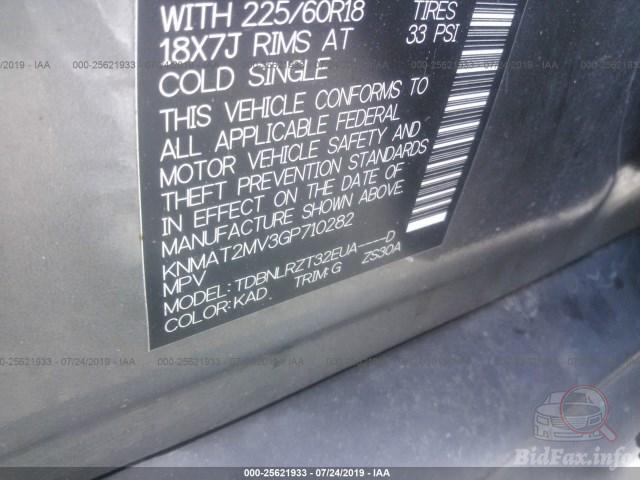 WITH 225/60R18 TIRES
18X7J RIMS AT 33 PSI
COLD SINGLE
THIS VEHICLE CONFORMS TO
ALL APPLICABLE FEDERAL
MOTOR VEHICLE SAFETY AND
THEFT PREVENTION STANDARDS
IN EFFECT ON THE DATE OF
MANUFACTURE SHOWN ABOVE
KNMAT2MV3GP710282
MPV
MODEL: TDBNLRZT32EUA----D
COLOR: KAD TRIM: G ZS30A
000-25621933 - 07/24/2019 - IAA
BidFax.info